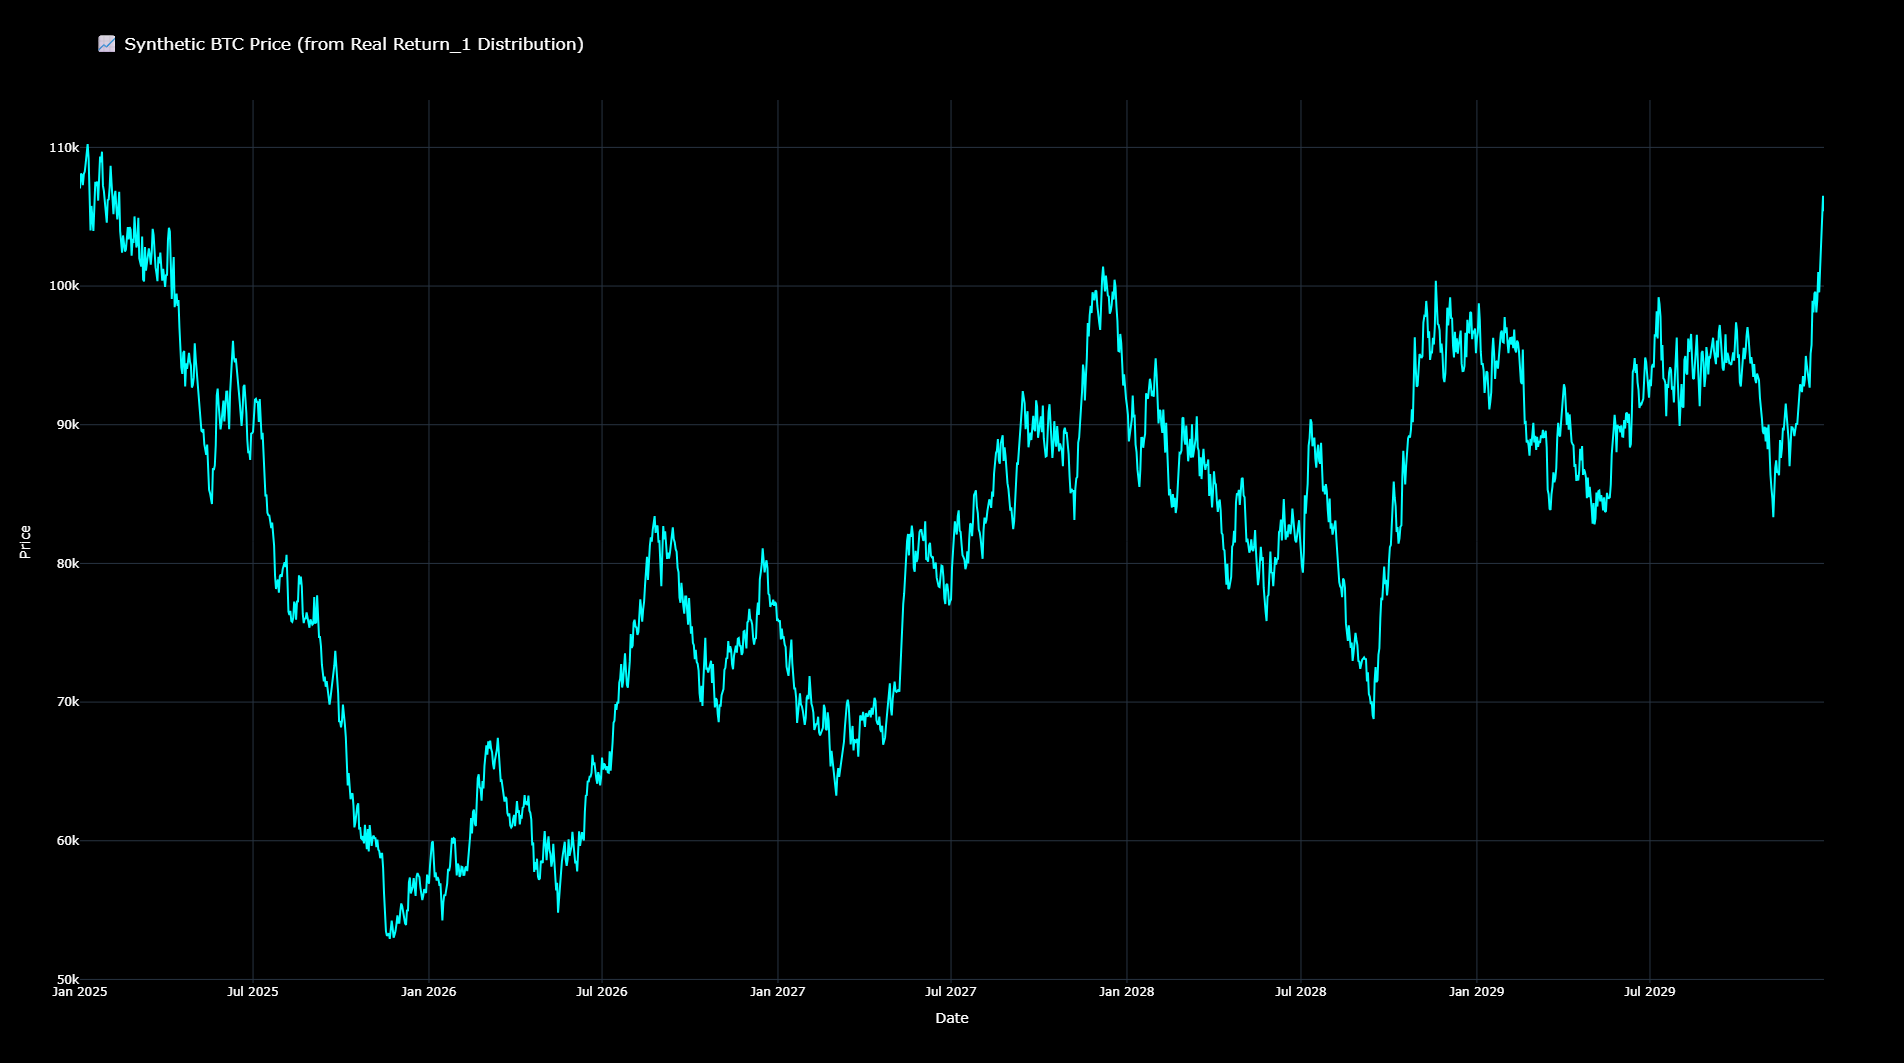 📈 Synthetic BTC Price (from Real Return_1 Distribution)
110k
100k
90k
80k
70k
60k
50k
Price
Jan 2025 Jul 2025 Jan 2026 Jul 2026 Jan 2027 Jul 2027 Jan 2028 Jul 2028 Jan 2029 Jul 2029
Date